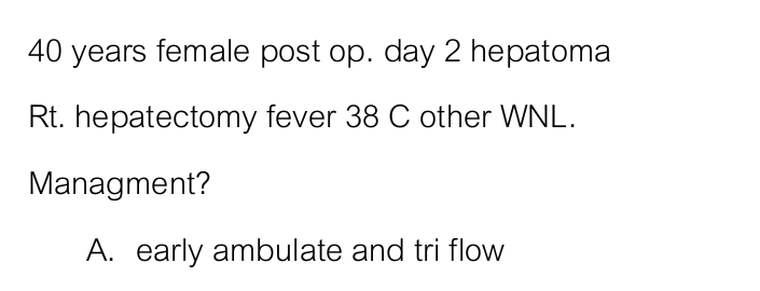 40 years female post op. day 2 hepatoma
Rt. hepatectomy fever 38 C other WNL.
Managment?
A. early ambulate and tri flow